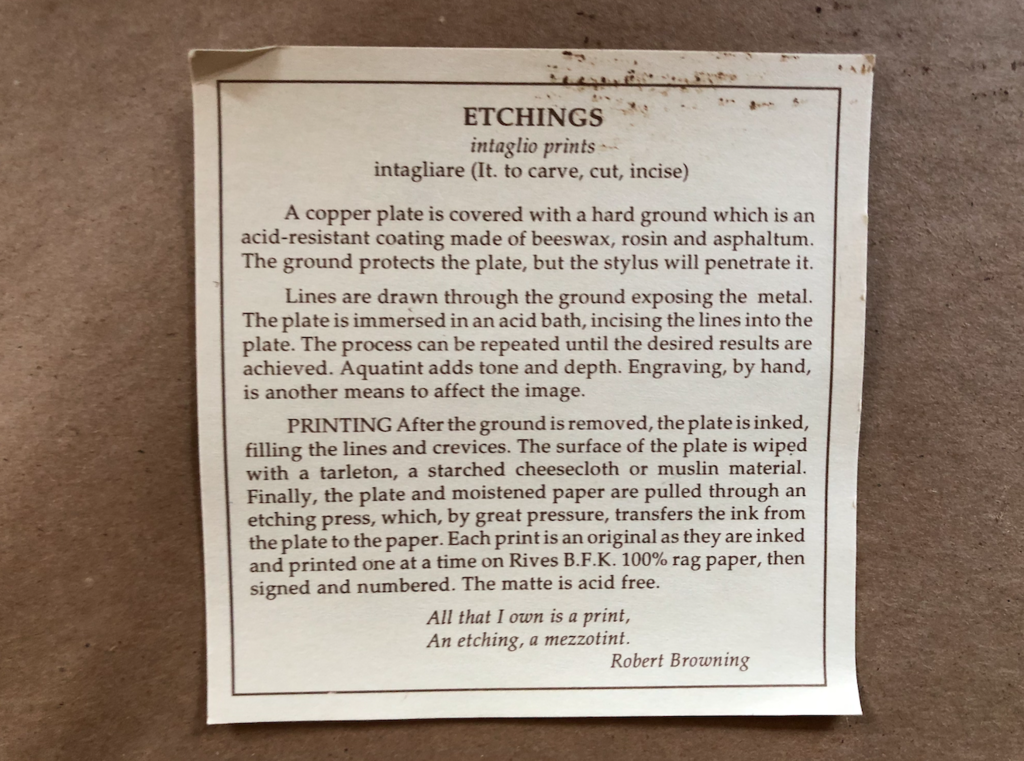 ETCHINGS
intaglio prints
intagliare (It. to carve, cut, incise)
A copper plate is covered with a hard ground which is an
acid-resistant coating made of beeswax, rosin and asphaltum.
The ground protects the plate, but the stylus will penetrate it.
Lines are drawn through the ground exposing the metal.
The plate is immersed in an acid bath, incising the lines into the
plate. The process can be repeated until the desired results are
achieved. Aquatint adds tone and depth. Engraving, by hand,
is another means to affect the image.
PRINTING After the ground is removed, the plate is inked,
filling the lines and crevices. The surface of the plate is wiped
with a tarleton, a starched cheesecloth or muslin material.
Finally, the plate and moistened paper are pulled through an
etching press, which, by great pressure, transfers the ink from
the plate to the paper. Each print is an original as they are inked
and printed one at a time on Rives B.F.K. 100% rag paper, then
signed and numbered. The matte is acid free.
All that I own is a print,
An etching, a mezzotint.
Robert Browning